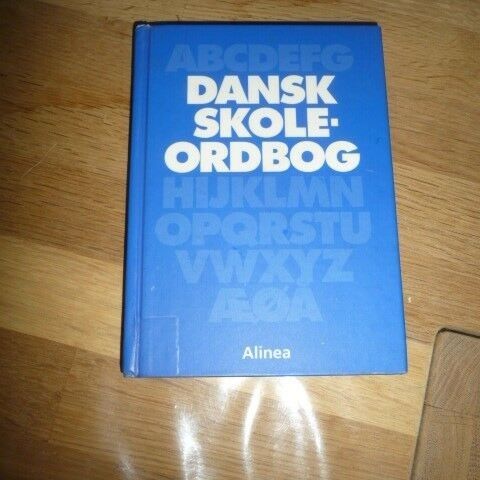 ABCDEFG
DANSK
SKOLE-
ORDBOG
HIJKLMN
OPQRSTU
VWXYZ
ÆØÅ
Alinea